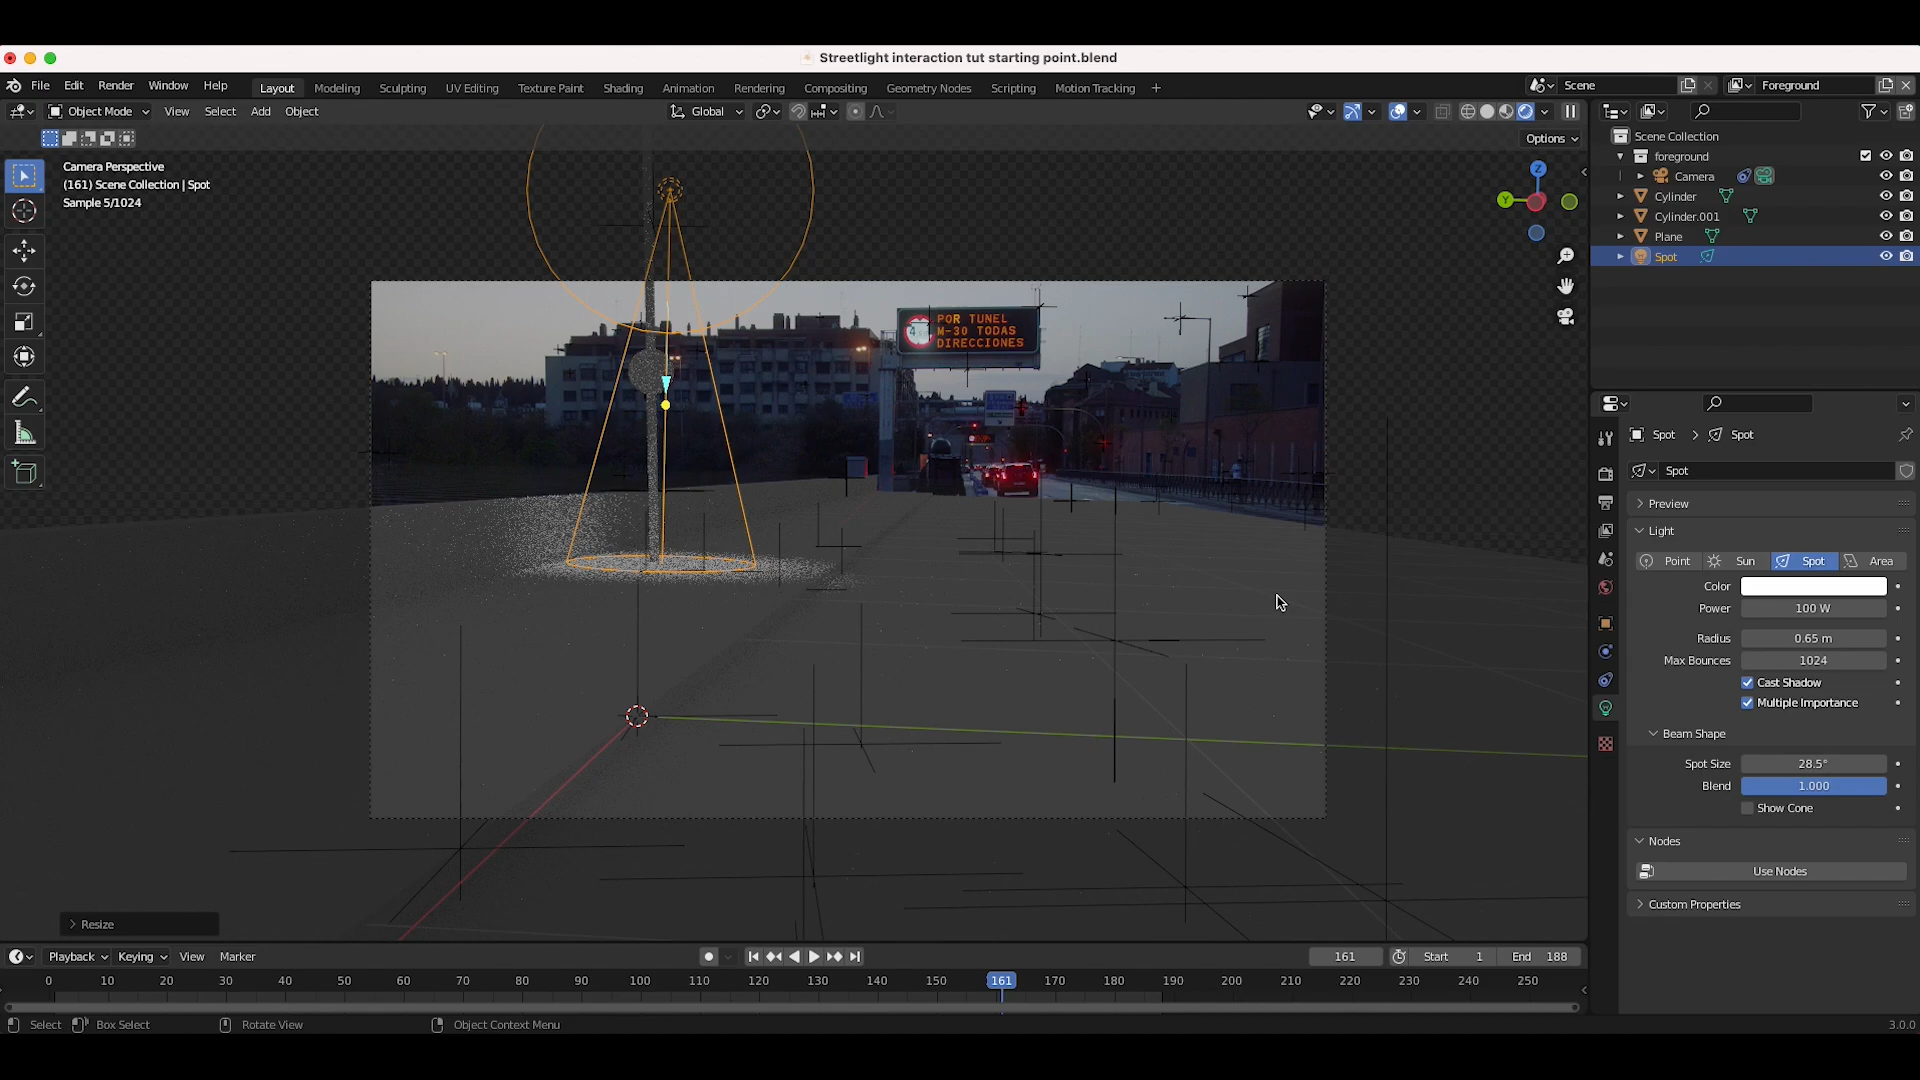 Streetlight interaction tut starting point.blend
File Edit Render Window Help Layout Modeling Sculpting UV Editing Texture Paint Shading Animation Rendering Compositing Geometry Nodes Scripting Motion Tracking + Scene Foreground
Object Mode View Select Add Object Global
Options
Camera Perspective
(161) Scene Collection | Spot
Sample 5/1024
Z
Y
POR TUNEL
M-30 TODAS
DIRECCIONES
Resize
Scene Collection
foreground
Camera
Cylinder
Cylinder.001
Plane
Spot
Spot > Spot
Spot
Preview
Light
Point Sun Spot Area
Color
Power 100 W
Radius 0.65 m
Max Bounces 1024
Cast Shadow
Multiple Importance
Beam Shape
Spot Size 28.5°
Blend 1.000
Show Cone
Nodes
Use Nodes
Custom Properties
Playback Keying View Marker 161 Start 1 End 188
0 10 20 30 40 50 60 70 80 90 100 110 120 130 140 150 161 170 180 190 200 210 220 230 240 250
Select Box Select Rotate View Object Context Menu 3.0.0